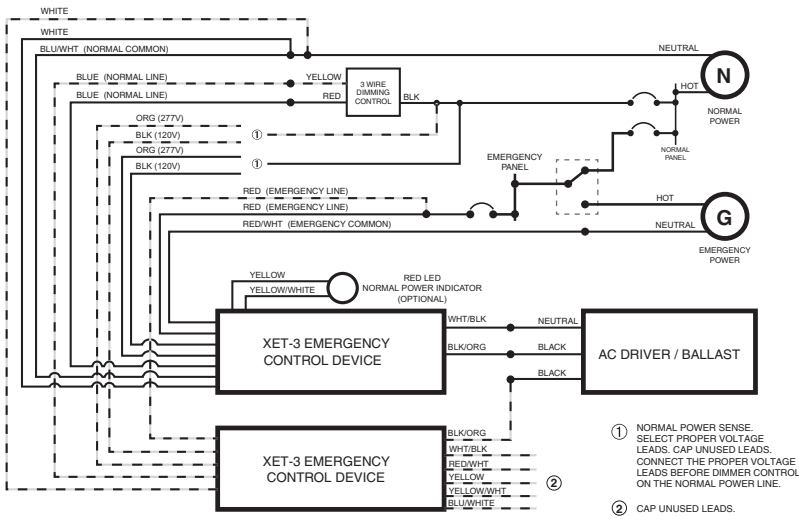 WHITE
WHITE
BLU/WHT (NORMAL COMMON)
NEUTRAL
N
HOT
NORMAL
POWER
BLUE (NORMAL LINE)
YELLOW
3 WIRE
DIMMING
CONTROL
BLUE (NORMAL LINE)
RED
BLK
ORG (277V)
BLK (120V)
1
ORG (277V)
BLK (120V)
1
NORMAL
PANEL
EMERGENCY
PANEL
RED (EMERGENCY LINE)
RED (EMERGENCY LINE)
RED/WHT (EMERGENCY COMMON)
HOT
G
NEUTRAL
EMERGENCY
POWER
YELLOW
YELLOW/WHITE
RED LED
NORMAL POWER INDICATOR
(OPTIONAL)
XET-3 EMERGENCY
CONTROL DEVICE
WHT/BLK
NEUTRAL
BLK/ORG
BLACK
BLACK
AC DRIVER / BALLAST
XET-3 EMERGENCY
CONTROL DEVICE
BLK/ORG
WHT/BLK
RED/WHT
YELLOW
YELLOW/WHT
BLU/WHITE
2
1 NORMAL POWER SENSE.
SELECT PROPER VOLTAGE
LEADS. CAP UNUSED LEADS.
CONNECT THE PROPER VOLTAGE
LEADS BEFORE DIMMER CONTROL
ON THE NORMAL POWER LINE.
2 CAP UNUSED LEADS.